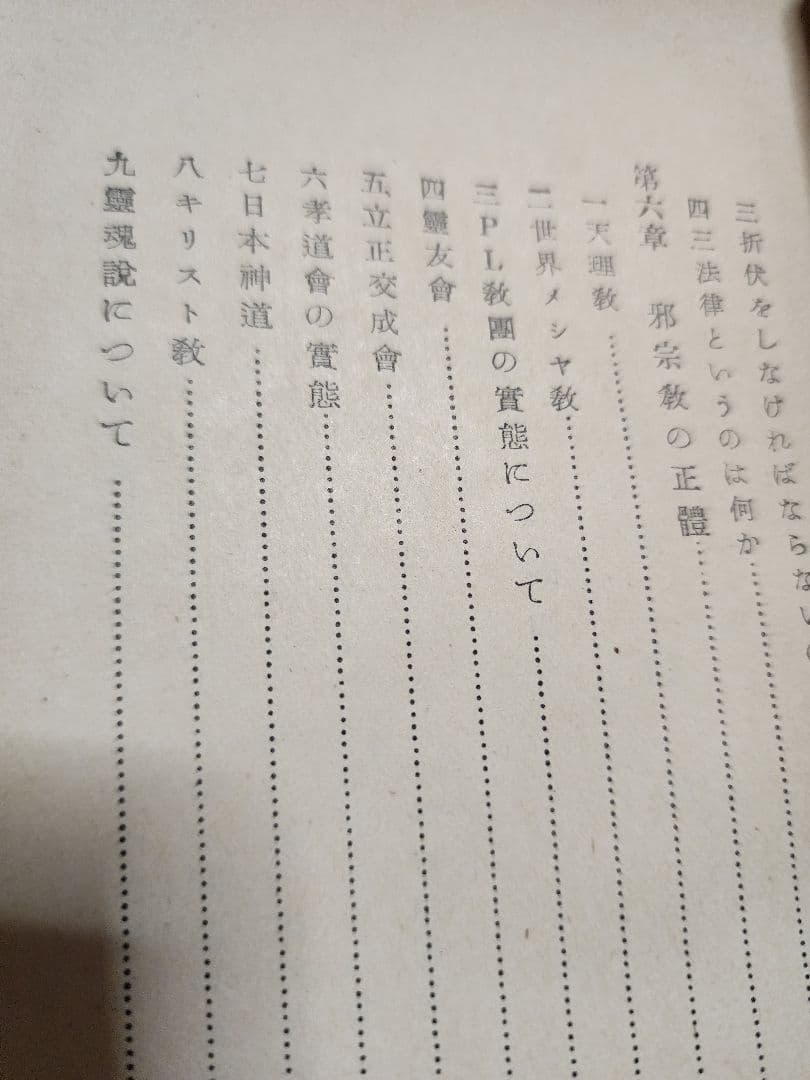 三折伏をしなければならない
四三法律というのは何か
第六章 邪宗教の正體
一天理教
二世界メシヤ教
三PL教團の實態について
四靈友會
五、立正交成會
六孝道會の實態
七日本神道
八キリスト教
九靈魂說について